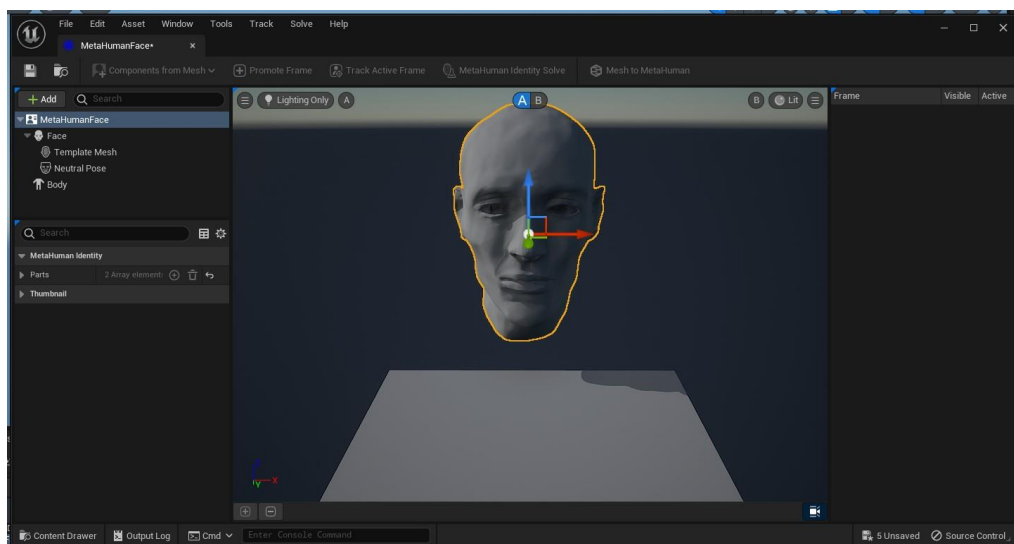 File Edit Asset Window Tools Track Solve Help
MetaHumanFace•
Components from Mesh Promote Frame Track Active Frame MetaHuman Identity Solve Mesh to MetaHuman
Add Search
MetaHumanFace
Face
Template Mesh
Neutral Pose
Body
Search
MetaHuman Identity
Parts 2 Array element
Thumbnail
Lighting Only A
A B
B Lit
X
Y
Frame Visible Active
Content Drawer Output Log Cmd Enter Console Command
5 Unsaved Source Control